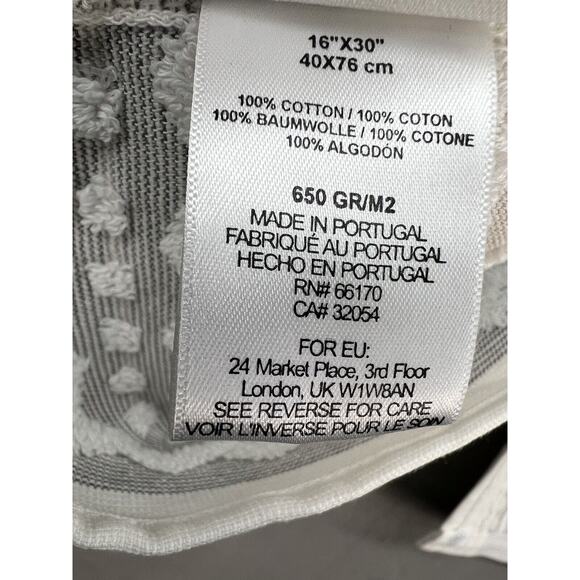 16"X30"
40X76 cm
100% COTTON / 100% COTON
100% BAUMWOLLE / 100% COTONE
100% ALGODÓN
650 GR/M2
MADE IN PORTUGAL
FABRIQUÉ AU PORTUGAL
HECHO EN PORTUGAL
RN# 66170
CA# 32054
FOR EU:
24 Market Place, 3rd Floor
London, UK W1W8AN
SEE REVERSE FOR CARE
VOIR L'INVERSE POUR LE SOIN